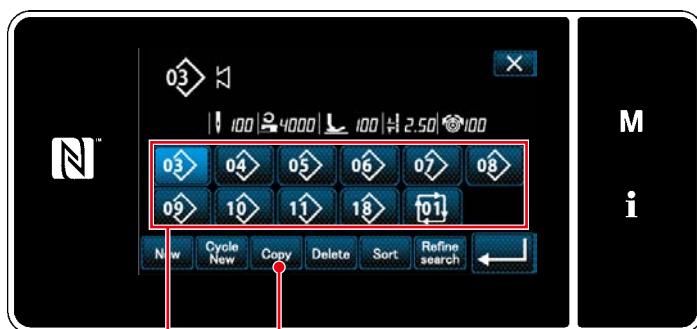 03
100 4000 100 2.50 100
03 04 05 06 07 08
09 10 11 18 01
New Cycle New Copy Delete Sort Refine search
N™
M
i